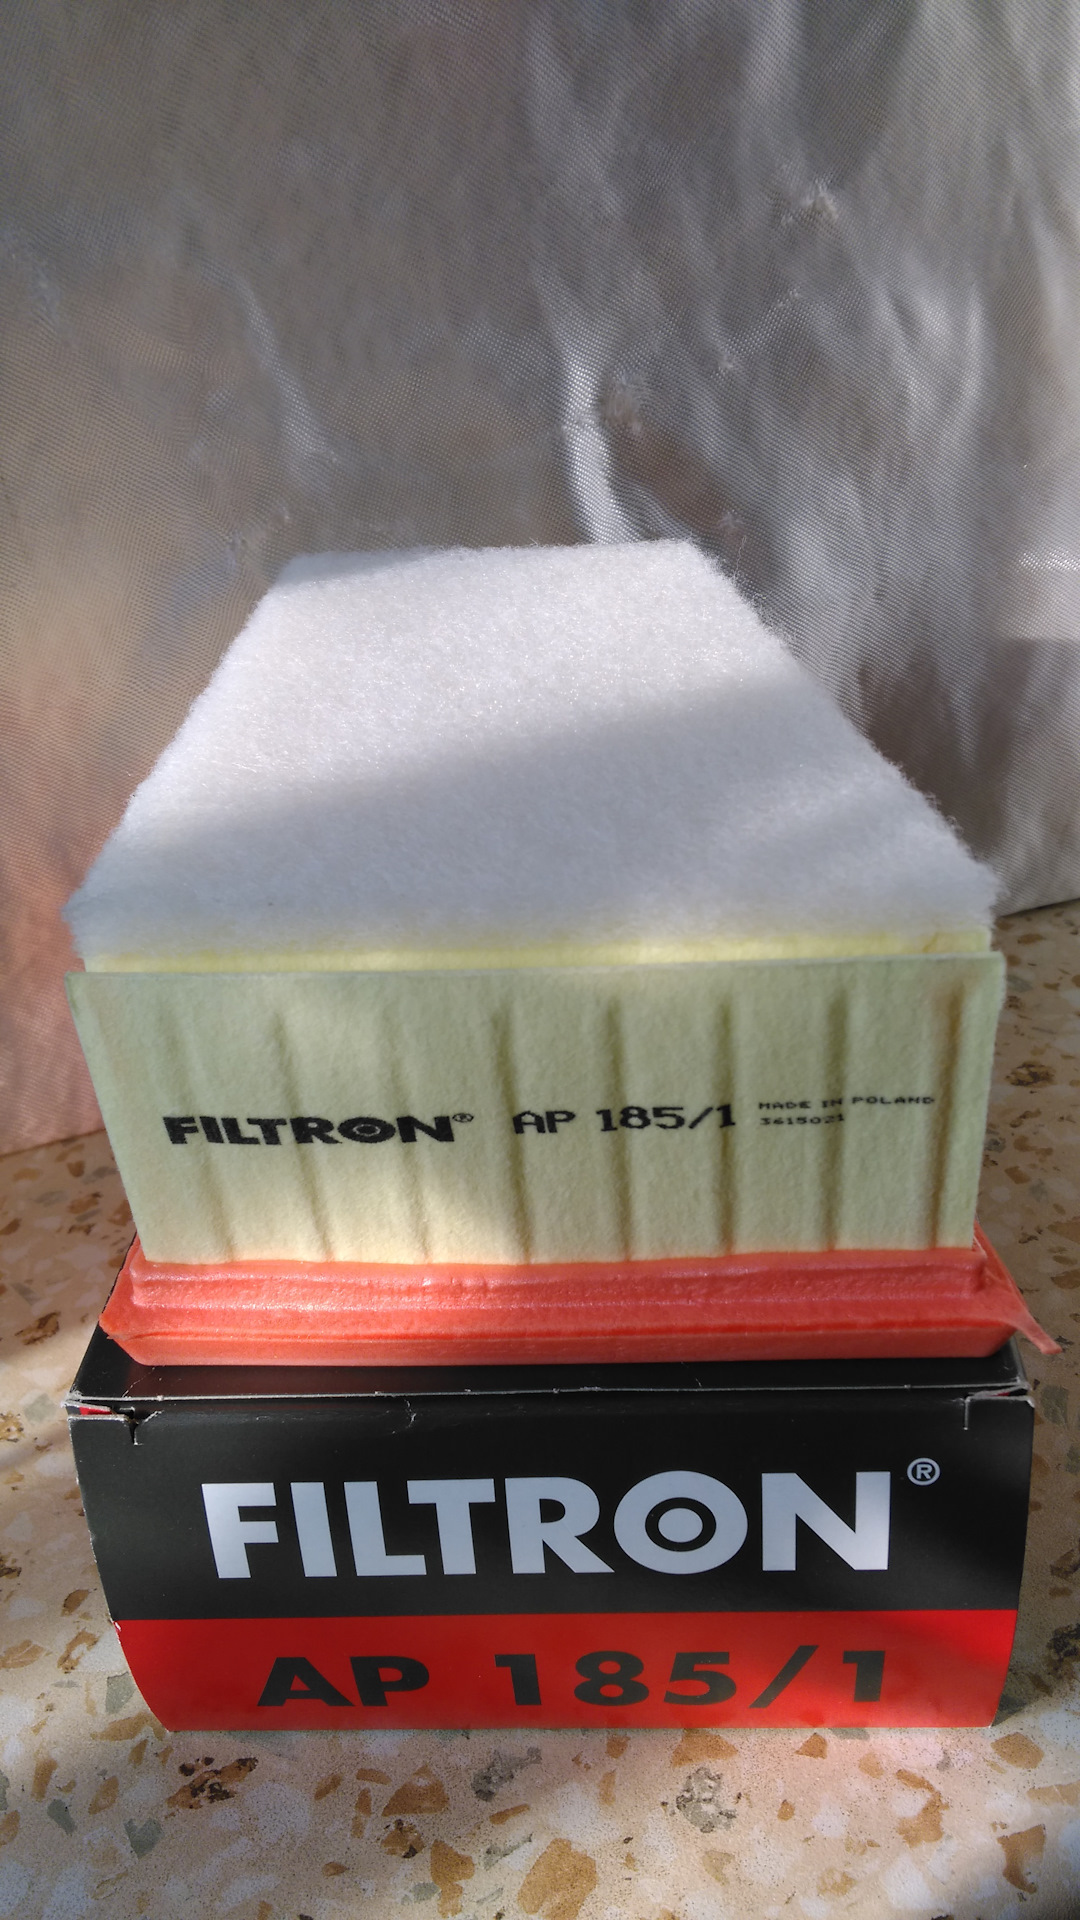 FILTRON® AP 185/1 MADE IN POLAND
3615021
FILTRON®
AP 185/1